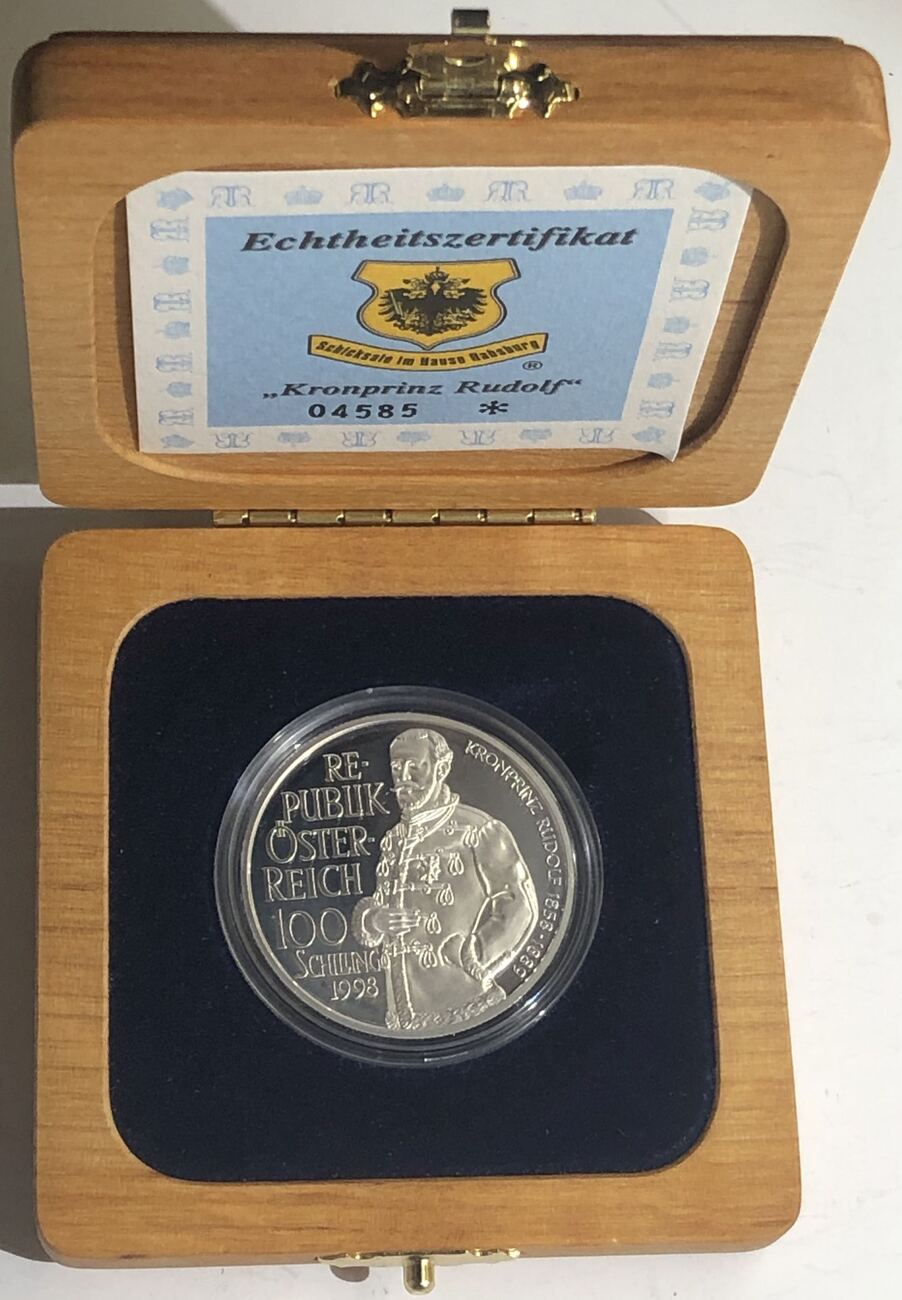 Echtheitszertifikat
Schicksale im Hause Habsburg
®
„Kronprinz Rudolf“
04585 *
RE-
PUBLIK
ÖSTER-
REICH
100
SCHILLING
1998
KRONPRINZ RUDOLF 1858-1889